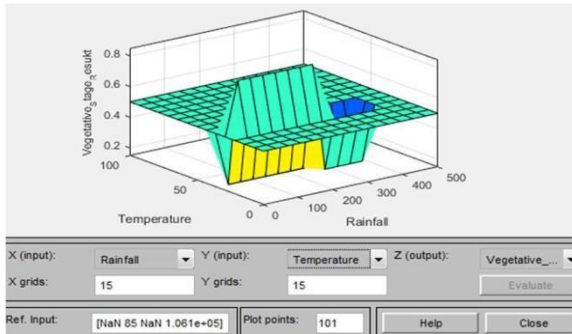 0.8
0.6
0.4
0.2
100
50
0
0
100
200
300
400
500
Vegetative_Stage_Resukt
Temperature
Rainfall
X (input): Rainfall Y (input): Temperature Z (output): Vegetative_...
X grids: 15 Y grids: 15 Evaluate
Ref. Input: [NaN 85 NaN 1.061e+05] Plot points: 101 Help Close